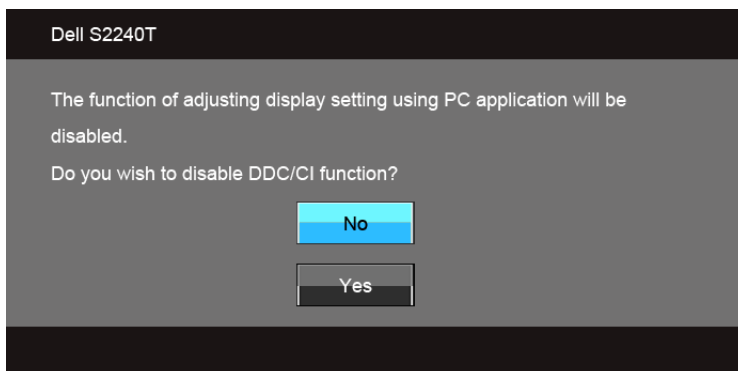 Dell S2240T
The function of adjusting display setting using PC application will be
disabled.
Do you wish to disable DDC/CI function?
No
Yes